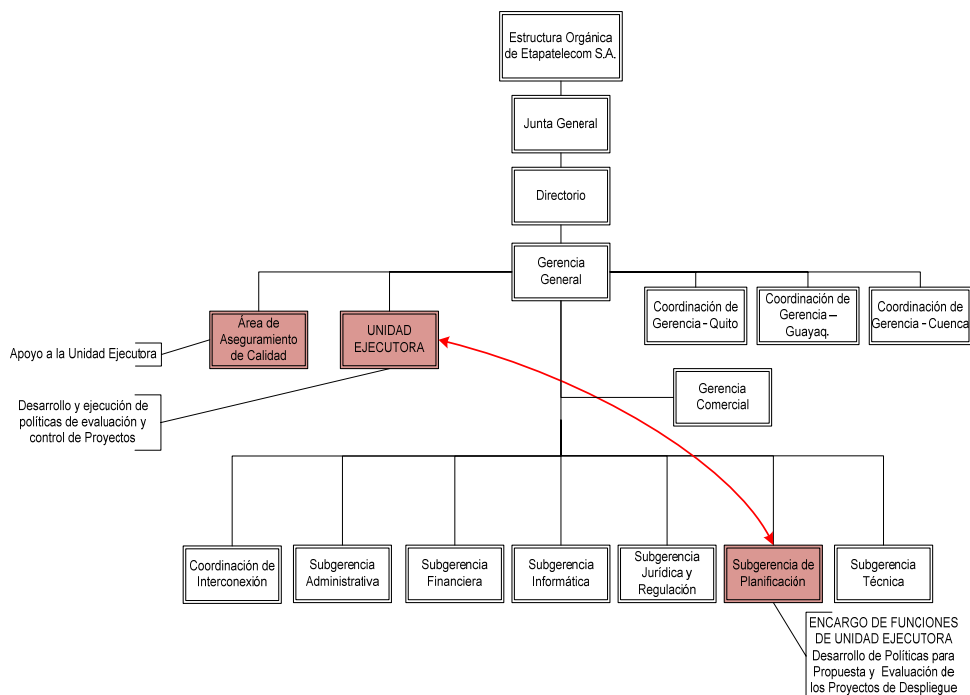 Estructura Orgánica
de Etapatelecom S.A.
Junta General
Directorio
Gerencia
General
Área de
Aseguramiento
de Calidad
UNIDAD
EJECUTORA
Coordinación de
Gerencia - Quito
Coordinación de
Gerencia –
Guayaq.
Coordinación de
Gerencia - Cuenca
Apoyo a la Unidad Ejecutora
Desarrollo y ejecución de
políticas de evaluación y
control de Proyectos
Gerencia
Comercial
Coordinación de
Interconexión
Subgerencia
Administrativa
Subgerencia
Financiera
Subgerencia
Informática
Subgerencia
Jurídica y
Regulación
Subgerencia de
Planificación
Subgerencia
Técnica
ENCARGO DE FUNCIONES
DE UNIDAD EJECUTORA
Desarrollo de Políticas para
Propuesta y Evaluación de
los Proyectos de Despliegue